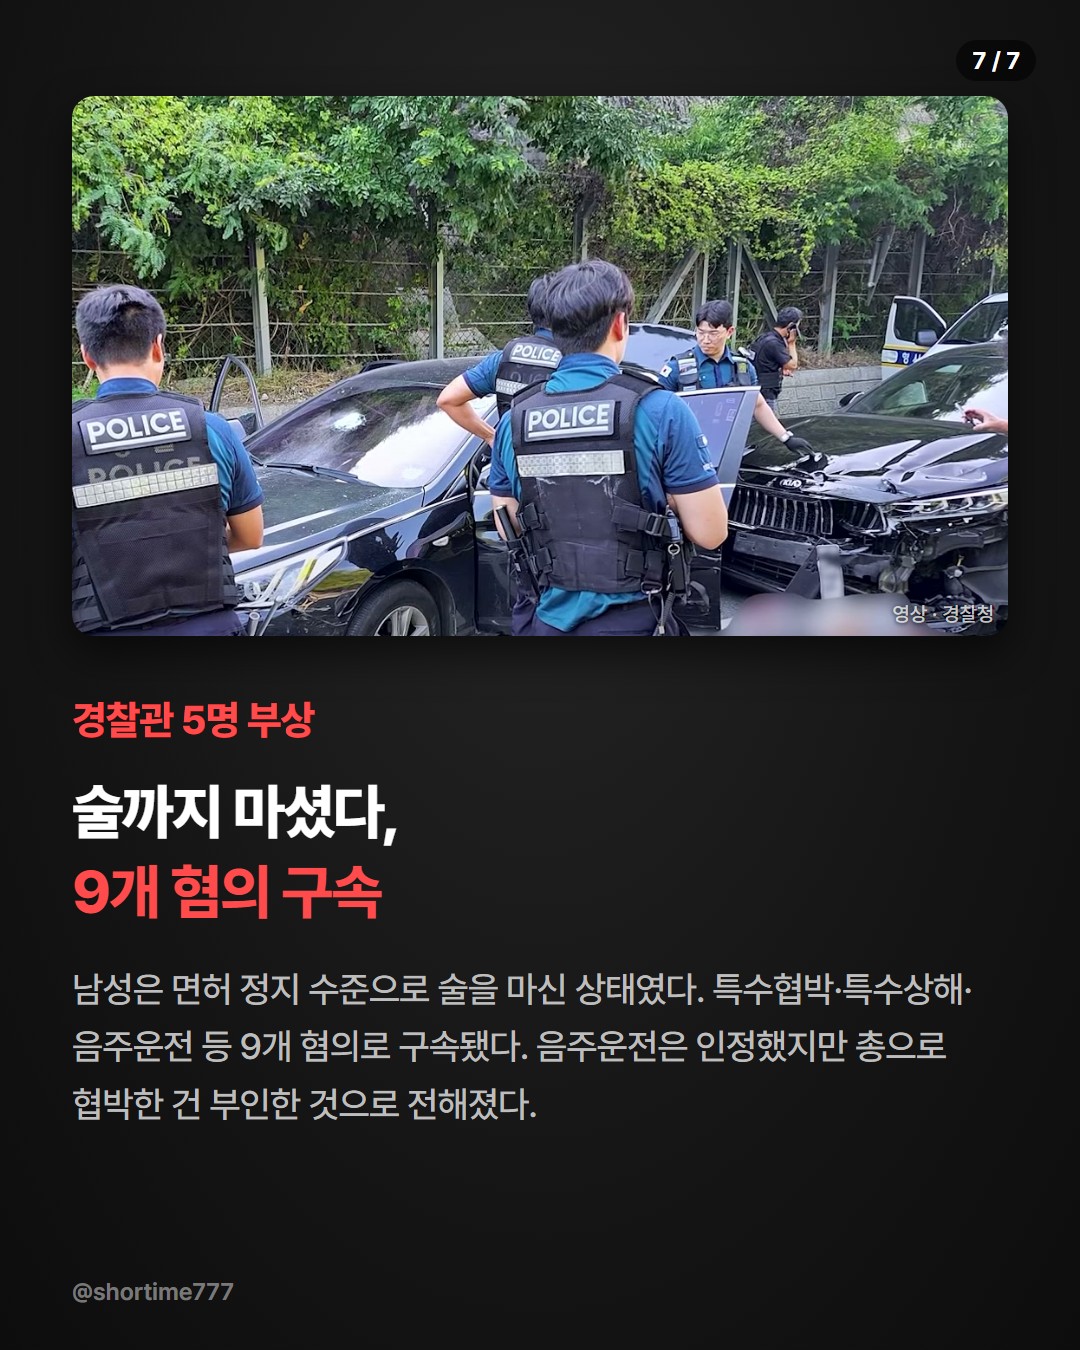 7 / 7
POLICE
POLICE
POLICE
POLICE
KIA
영상 · 경찰청
경찰관 5명 부상
술까지 마셨다,
9개 혐의 구속
남성은 면허 정지 수준으로 술을 마신 상태였다. 특수협박·특수상해·
음주운전 등 9개 혐의로 구속됐다. 음주운전은 인정했지만 총으로
협박한 건 부인한 것으로 전해졌다.
@shortime777